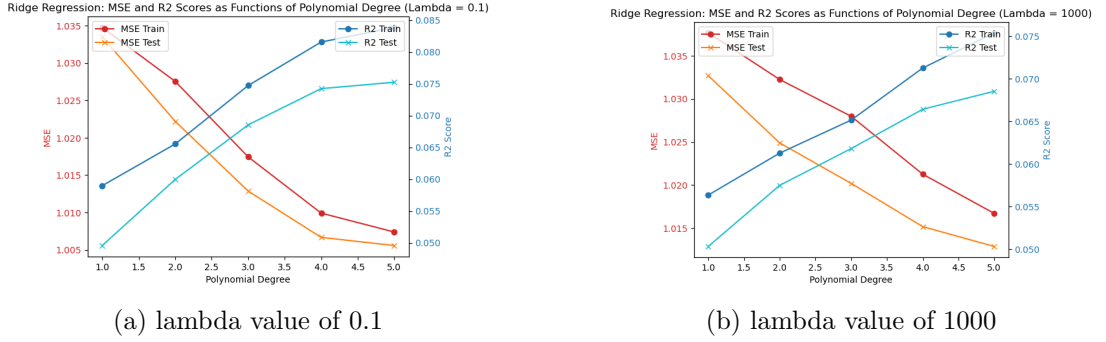 Ridge Regression: MSE and R2 Scores as Functions of Polynomial Degree (Lambda = 0.1)
MSE Train
MSE Test
R2 Train
R2 Test
MSE
1.035
1.030
1.025
1.020
1.015
1.010
1.005
R2 Score
0.085
0.080
0.075
0.070
0.065
0.060
0.055
0.050
1.0 1.5 2.0 2.5 3.0 3.5 4.0 4.5 5.0
Polynomial Degree
(a) lambda value of 0.1
Ridge Regression: MSE and R2 Scores as Functions of Polynomial Degree (Lambda = 1000)
MSE Train
MSE Test
R2 Train
R2 Test
MSE
1.035
1.030
1.025
1.020
1.015
R2 Score
0.075
0.070
0.065
0.060
0.055
0.050
1.0 1.5 2.0 2.5 3.0 3.5 4.0 4.5 5.0
Polynomial Degree
(b) lambda value of 1000